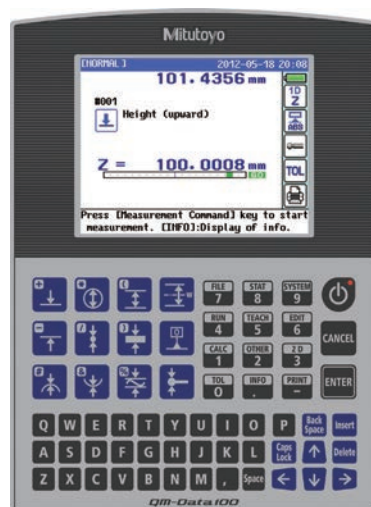 Mitutoyo
[NORMAL ] 2012-05-18 20:08
101.4356 mm
1D
Z
#001
Height (upward)
ABS
Z = 100.0008 mm
GO
TOL
Press [Measurement Command] key to start
measurement. [INFO]:Display of info.
FILE STAT SYSTEM
7 8 9
RUN TEACH EDIT
4 5 6
CANCEL
CALC OTHER 2 D
1 2 3
TOL INFO PRINT
0 . -
ENTER
Q W E R T Y U I O P Back Space Insert
A S D F G H J K L Caps Lock Delete
Z X C V B N M , Space
QM-Data100